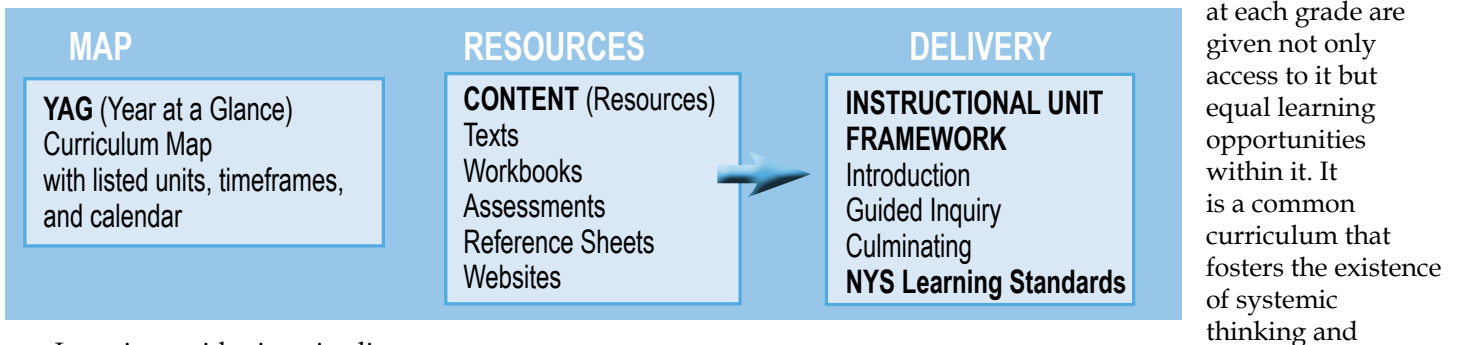 MAP
YAG (Year at a Glance)
Curriculum Map
with listed units, timeframes,
and calendar
RESOURCES
CONTENT (Resources)
Texts
Workbooks
Assessments
Reference Sheets
Websites
DELIVERY
INSTRUCTIONAL UNIT
FRAMEWORK
Introduction
Guided Inquiry
Culminating
NYS Learning Standards
at each grade are
given not only
access to it but
equal learning
opportunities
within it. It
is a common
curriculum that
fosters the existence
of systemic
thinking and